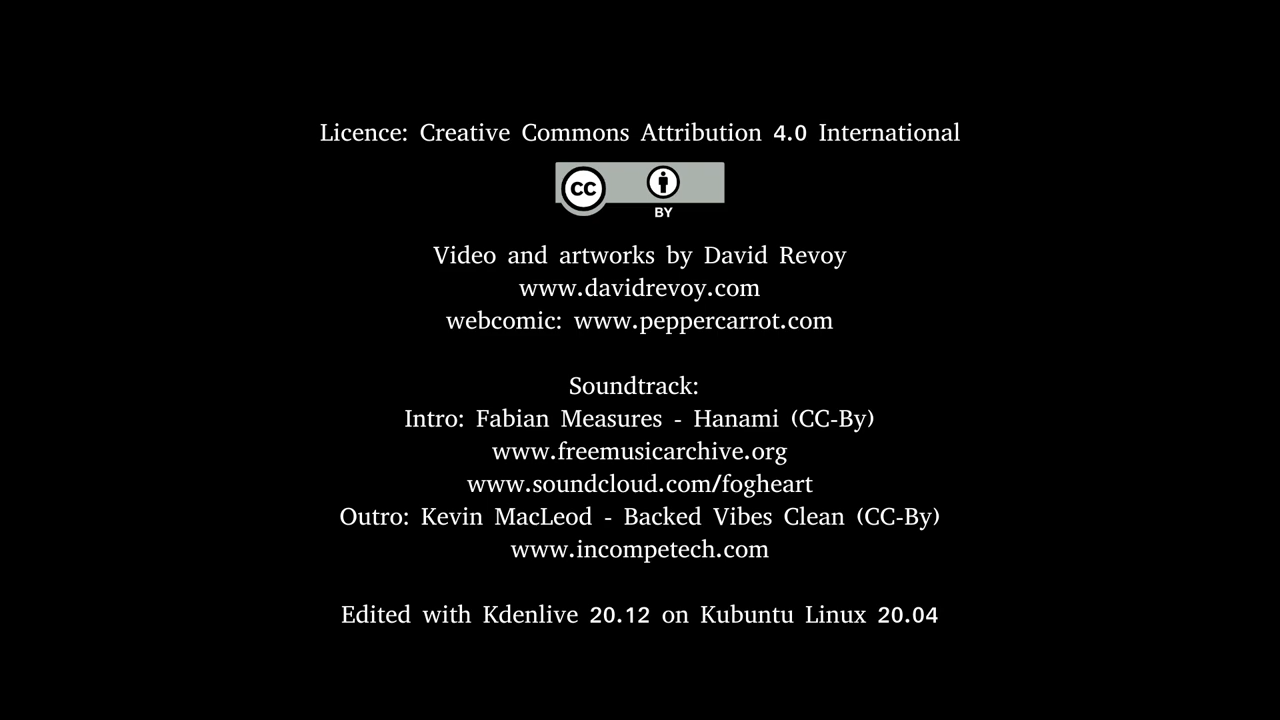 Licence: Creative Commons Attribution 4.0 International
CC
BY
Video and artworks by David Revoy
www.davidrevoy.com
webcomic: www.peppercarrot.com
Soundtrack:
Intro: Fabian Measures - Hanami (CC-By)
www.freemusicarchive.org
www.soundcloud.com/fogheart
Outro: Kevin MacLeod - Backed Vibes Clean (CC-By)
www.incompetech.com
Edited with Kdenlive 20.12 on Kubuntu Linux 20.04